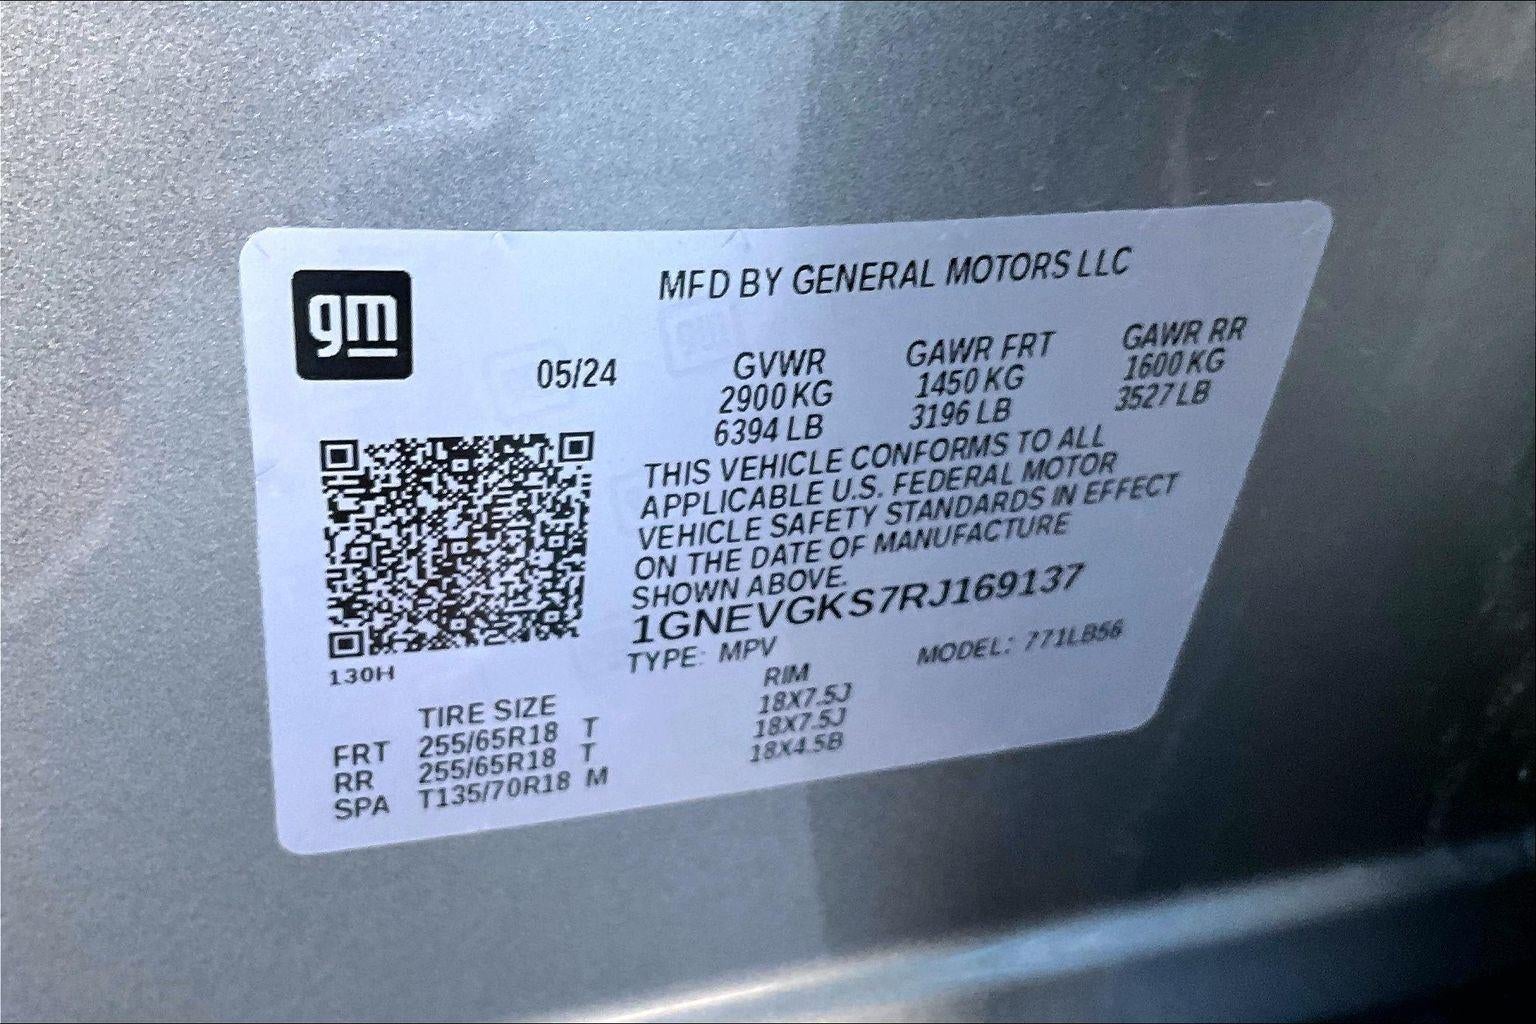 gm
MFD BY GENERAL MOTORS LLC
05/24
GVWR GAWR FRT GAWR RR
2900 KG 1450 KG 1600 KG
6394 LB 3196 LB 3527 LB
THIS VEHICLE CONFORMS TO ALL
APPLICABLE U.S. FEDERAL MOTOR
VEHICLE SAFETY STANDARDS IN EFFECT
ON THE DATE OF MANUFACTURE
SHOWN ABOVE.
1GNEVGKS7RJ169137
TYPE: MPV MODEL: 771LB56
130H
TIRE SIZE RIM
FRT 255/65R18 T 18X7.5J
RR 255/65R18 T 18X7.5J
SPA T135/70R18 M 18X4.5B